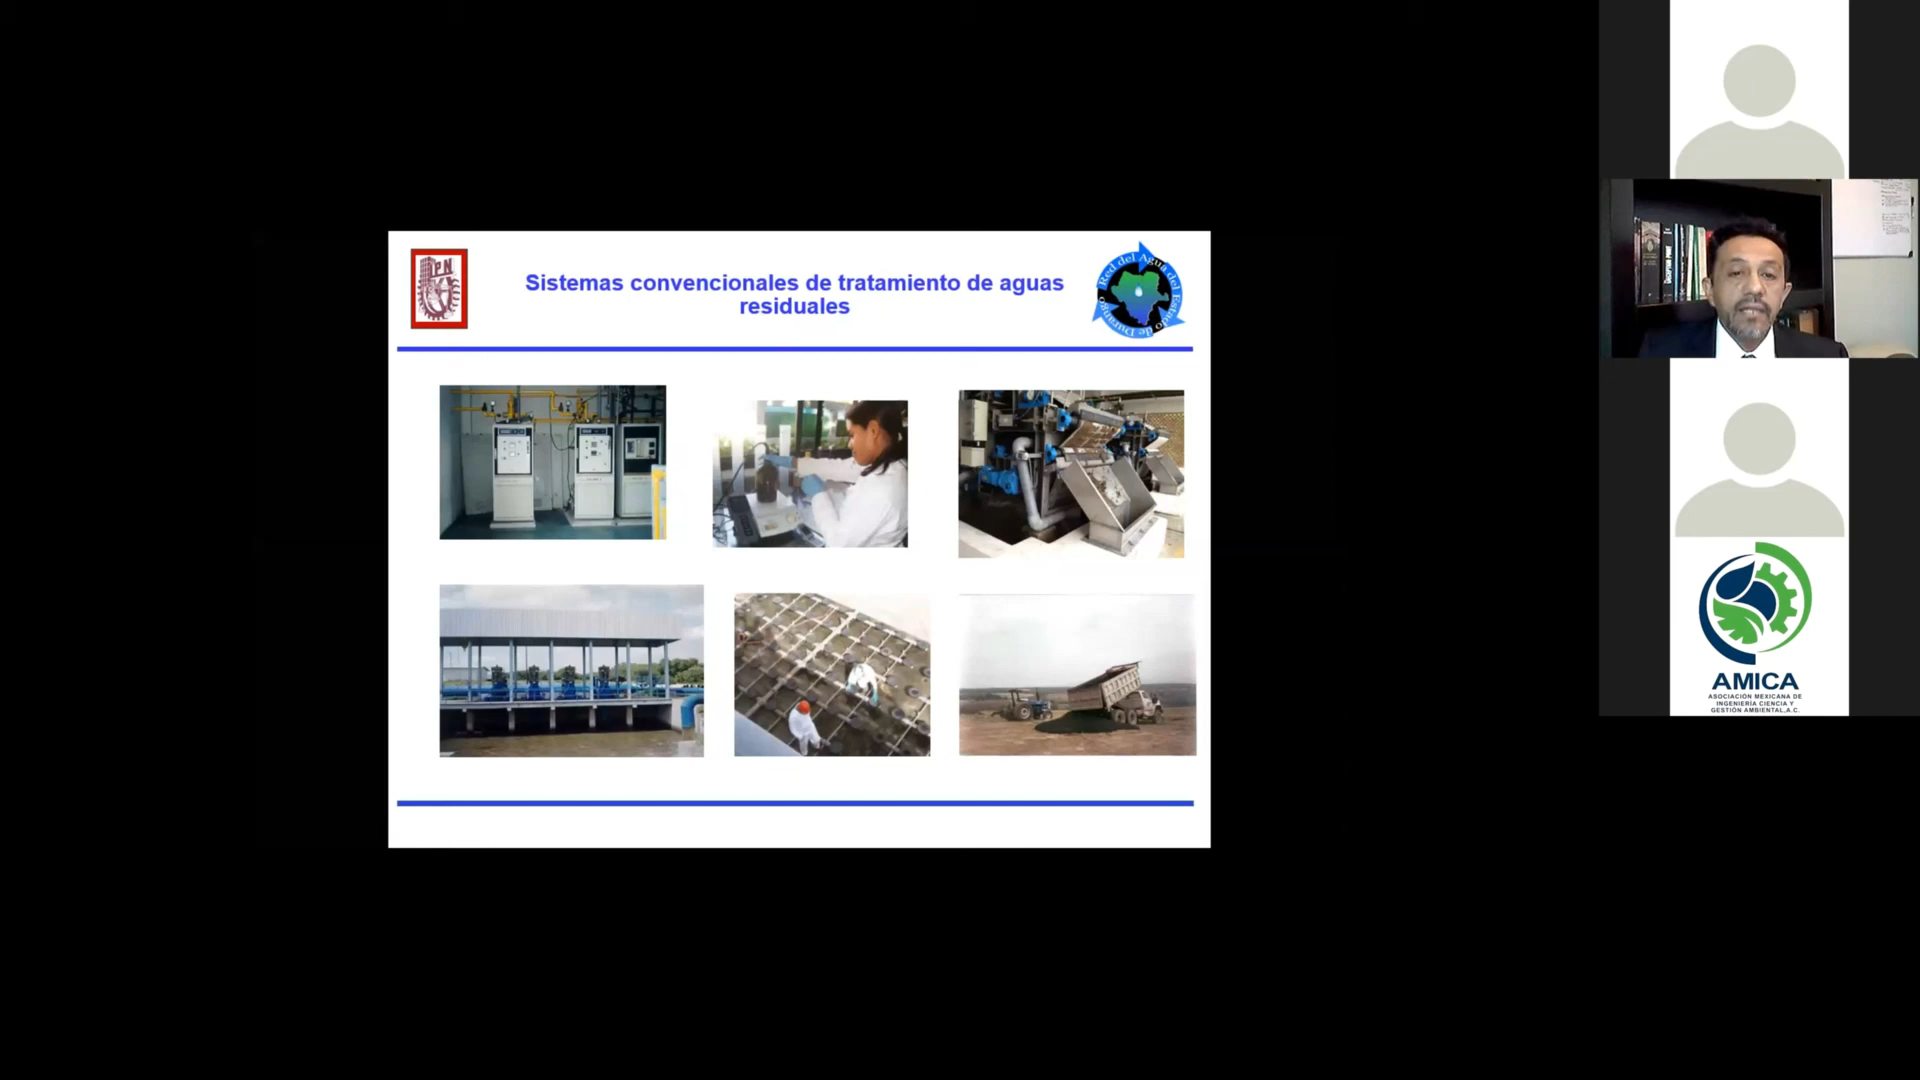 IPN
Sistemas convencionales de tratamiento de aguas
residuales
Red del Agua del Estado de Durango
AMICA
ASOCIACIÓN MEXICANA DE
INGENIERÍA CIENCIA Y
GESTIÓN AMBIENTAL,A.C.